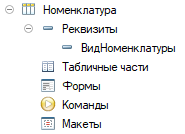 Номенклатура
Реквизиты
ВидНоменклатуры
Табличные части
Формы
Команды
Макеты